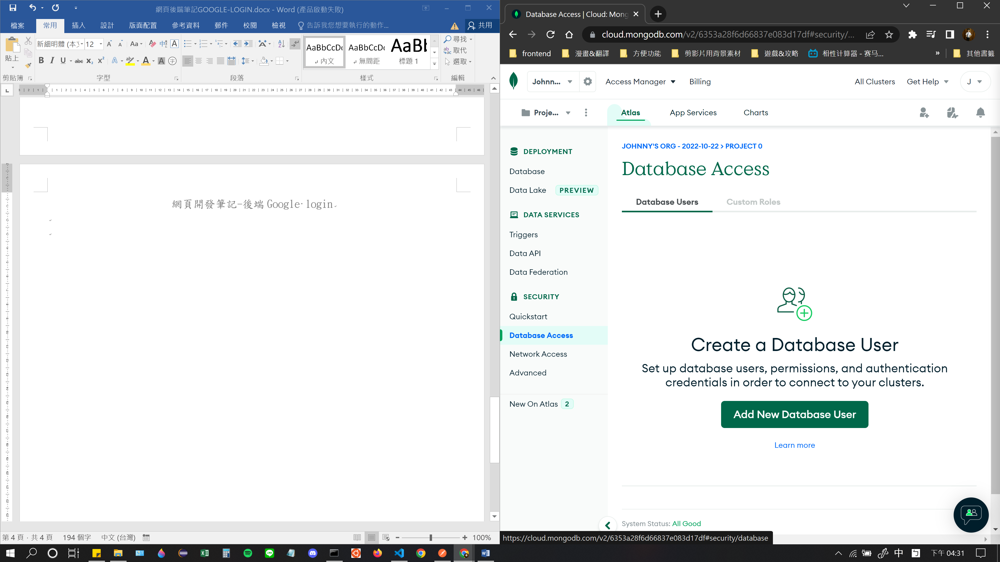 網頁後端筆記GOOGLE-LOGIN.docx - Word (產品啟動失敗)
檔案 常用 插入 設計 版面配置 參考資料 郵件 校閱 檢視 告訴我您想要執行的動作... 共用
貼上
新細明體 (本文 12
AaBbCcDd AaBbCcDd AaBb
內文 無間距 標題 1
尋找
取代
選取
剪貼簿 字型 段落 樣式 編輯
網頁開發筆記-後端 Google login
第 4 頁，共 4 頁 194 個字 中文 (台灣) 100%
Database Access | Cloud: Mong
cloud.mongodb.com/v2/6353a28f6d66837e083d17df#security/...
frontend 漫畫&翻譯 方便功能 剪影片用背景素材 遊戲&攻略 相性计算器 - 赛马... » 其他書籤
Johnn... Access Manager Billing All Clusters Get Help J
Proje... Atlas App Services Charts
DEPLOYMENT
Database
Data Lake PREVIEW
DATA SERVICES
Triggers
Data API
Data Federation
SECURITY
Quickstart
Database Access
Network Access
Advanced
New On Atlas 2
JOHNNY'S ORG - 2022-10-22 > PROJECT 0
Database Access
Database Users Custom Roles
Create a Database User
Set up database users, permissions, and authentication
credentials in order to connect to your clusters.
Add New Database User
Learn more
System Status: All Good
https://cloud.mongodb.com/v2/6353a28f6d66837e083d17df#security/database
中 下午 04:31